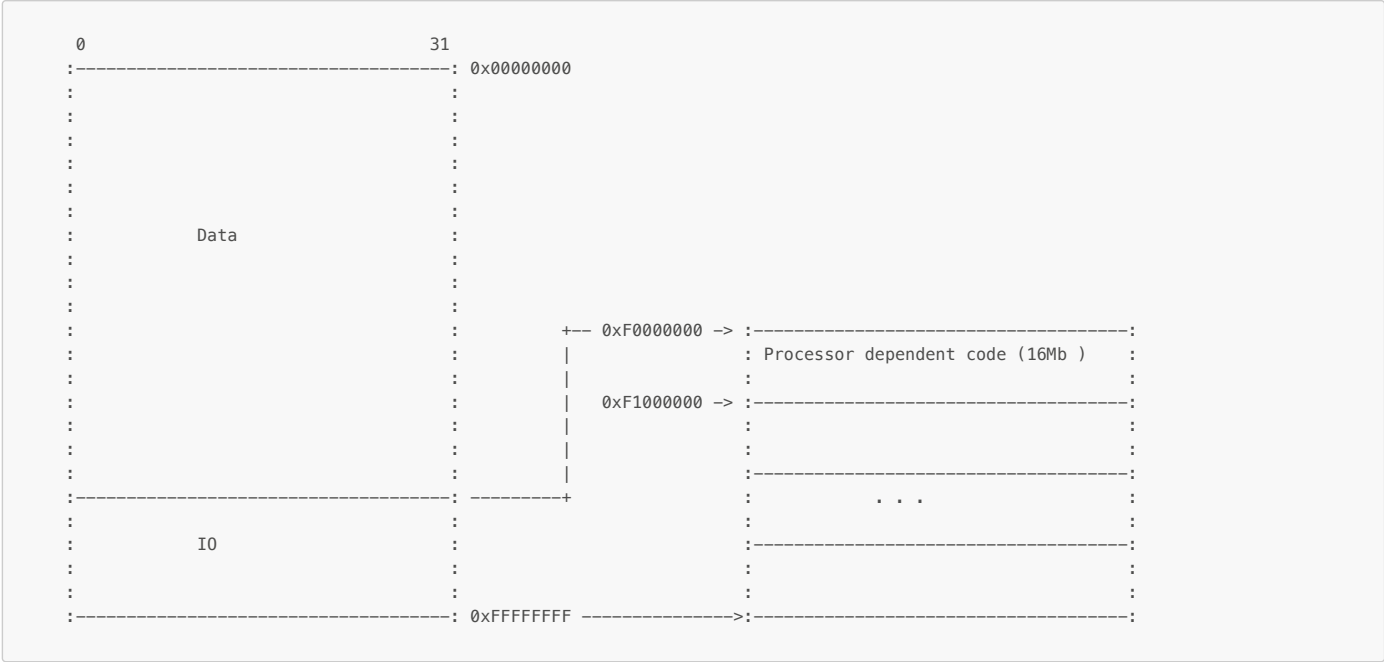 0 31
:-------------------------------------: 0x00000000
: :
: :
: :
: :
: :
: :
: Data :
: :
: :
: :
: : +-- 0xF0000000 -> :-------------------------------------:
: : | : Processor dependent code (16Mb ) :
: : | : :
: : | 0xF1000000 -> :-------------------------------------:
: : | : :
: : | : :
: : | :-------------------------------------:
:-------------------------------------: ---------+ : . . . :
: : : :
: IO : :-------------------------------------:
: : : :
: : : :
:-------------------------------------: 0xFFFFFFFF --------------->:-------------------------------------: